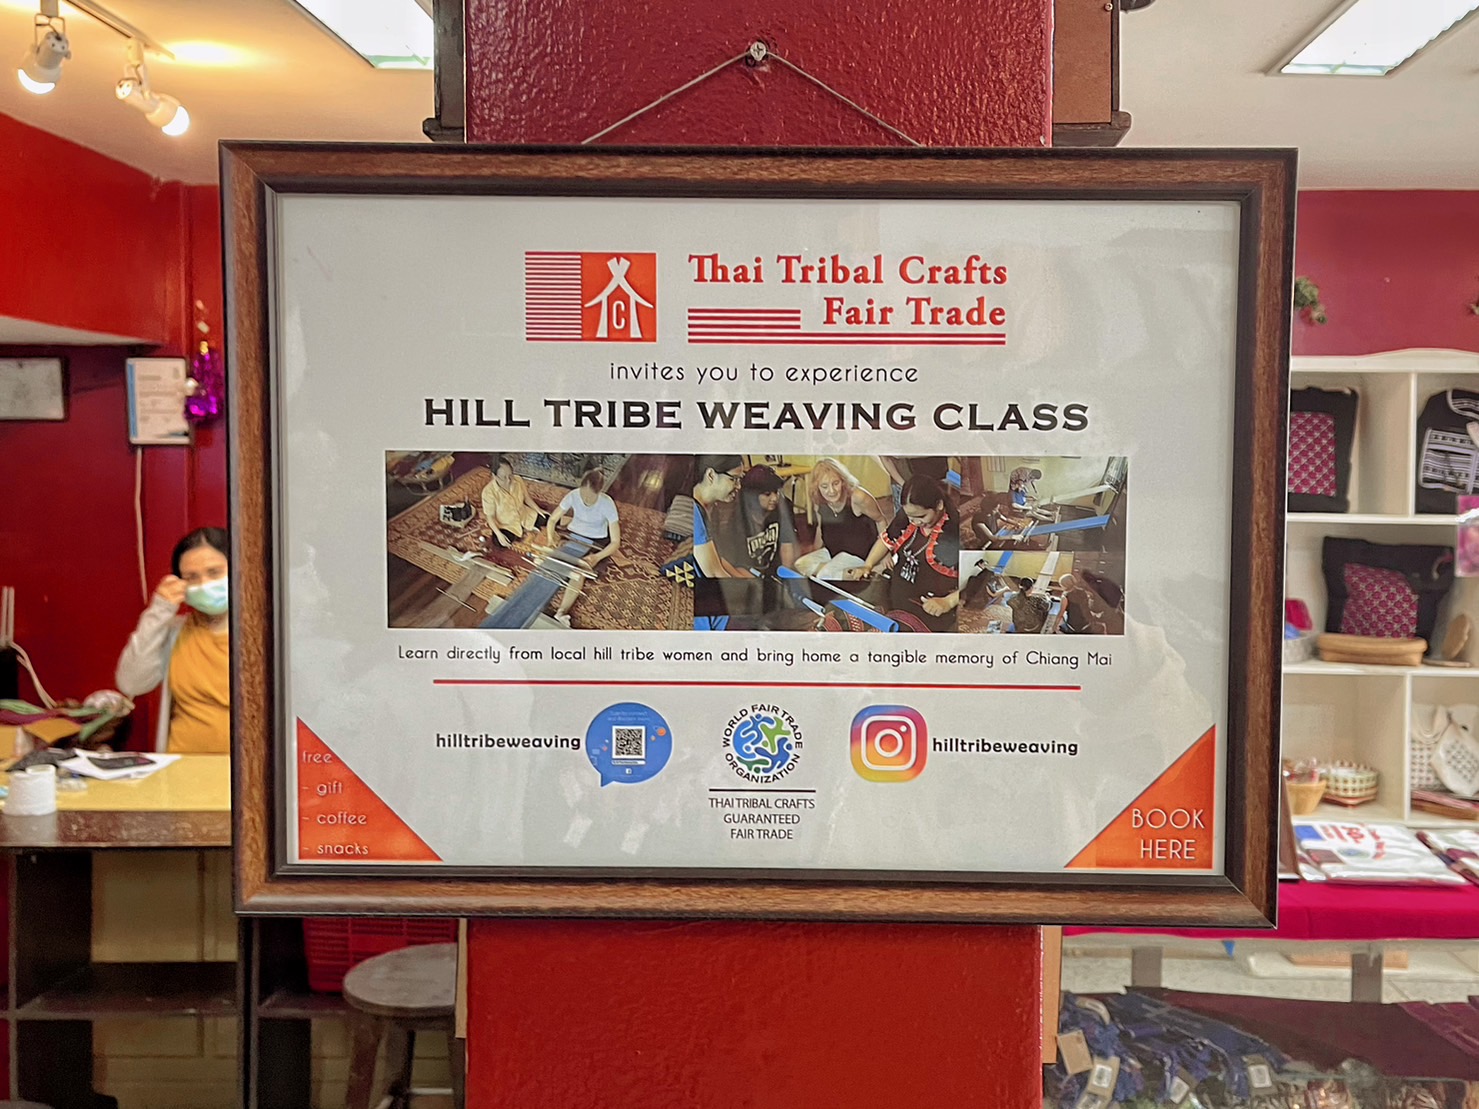 Thai Tribal Crafts
Fair Trade
TC
invites you to experience
HILL TRIBE WEAVING CLASS
Learn directly from local hill tribe women and bring home a tangible memory of Chiang Mai
hilltribeweaving
WORLD FAIR TRADE
ORGANIZATION
hilltribeweaving
THAI TRIBAL CRAFTS
GUARANTEED
FAIR TRADE
free
- gift
- coffee
- snacks
BOOK
HERE